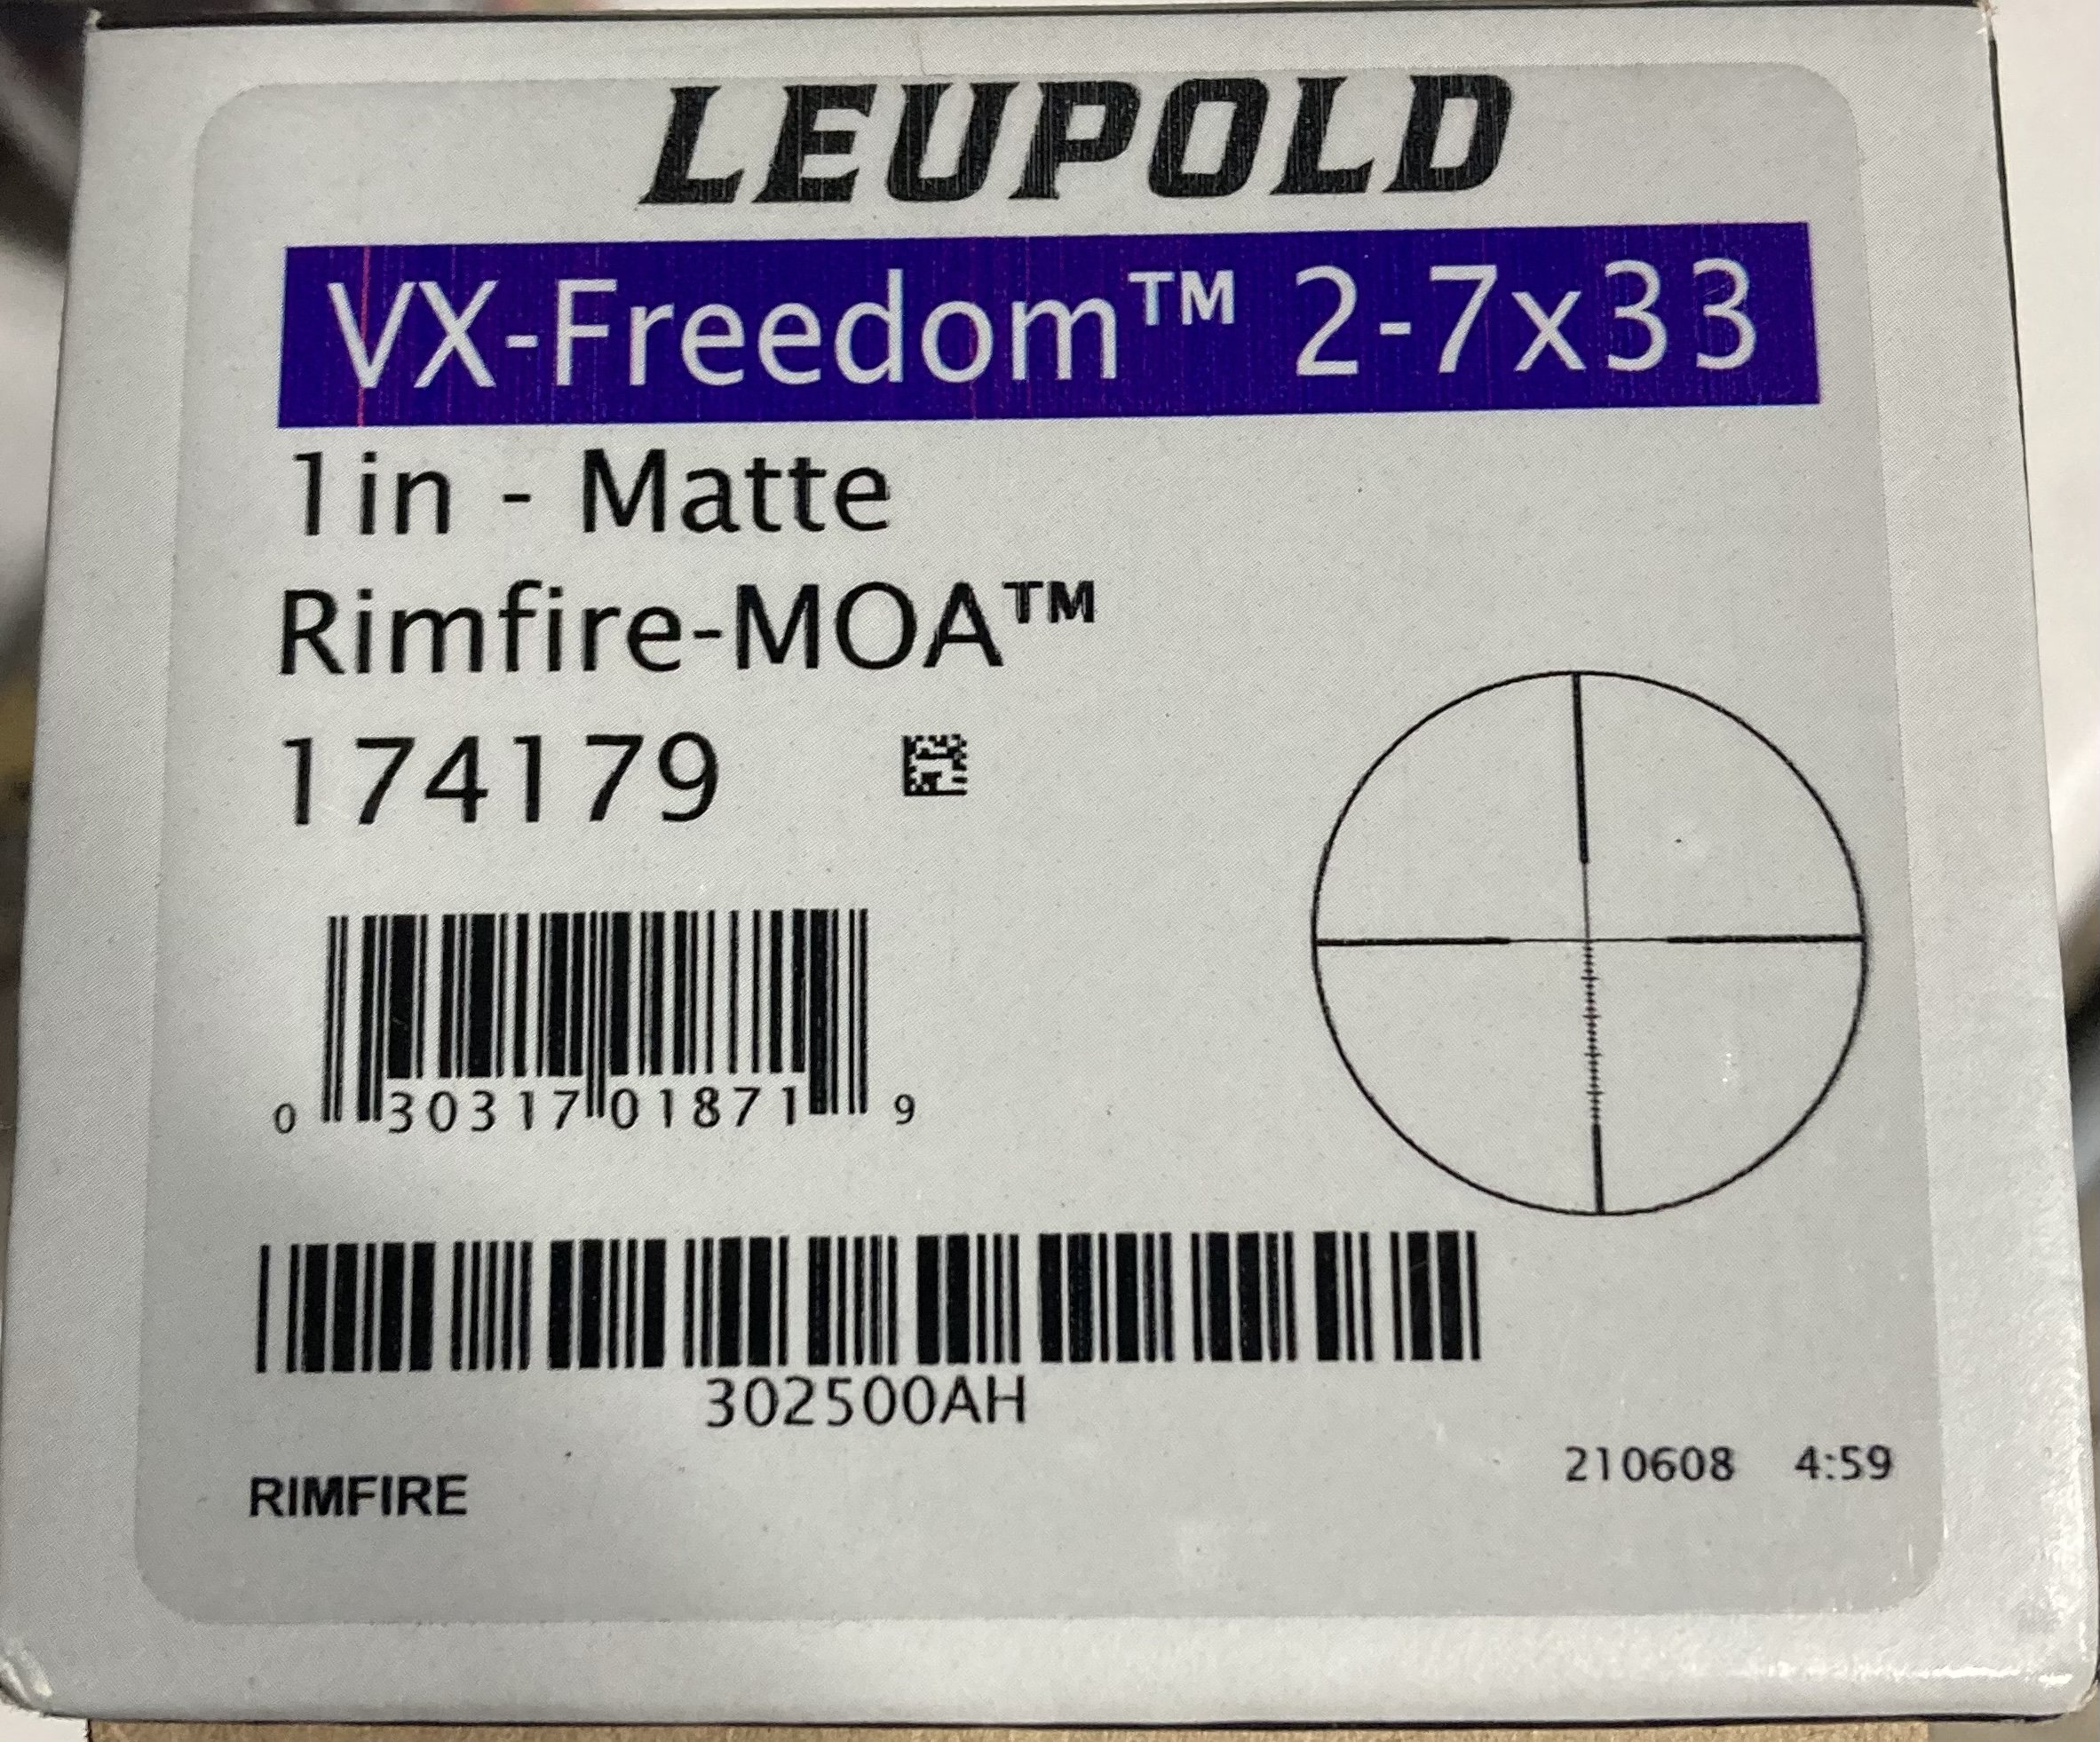 LEUPOLD
VX-Freedom™ 2-7x33
1in - Matte
Rimfire-MOA™
174179
0 30317 01871 9
302500AH
210608 4:59
RIMFIRE